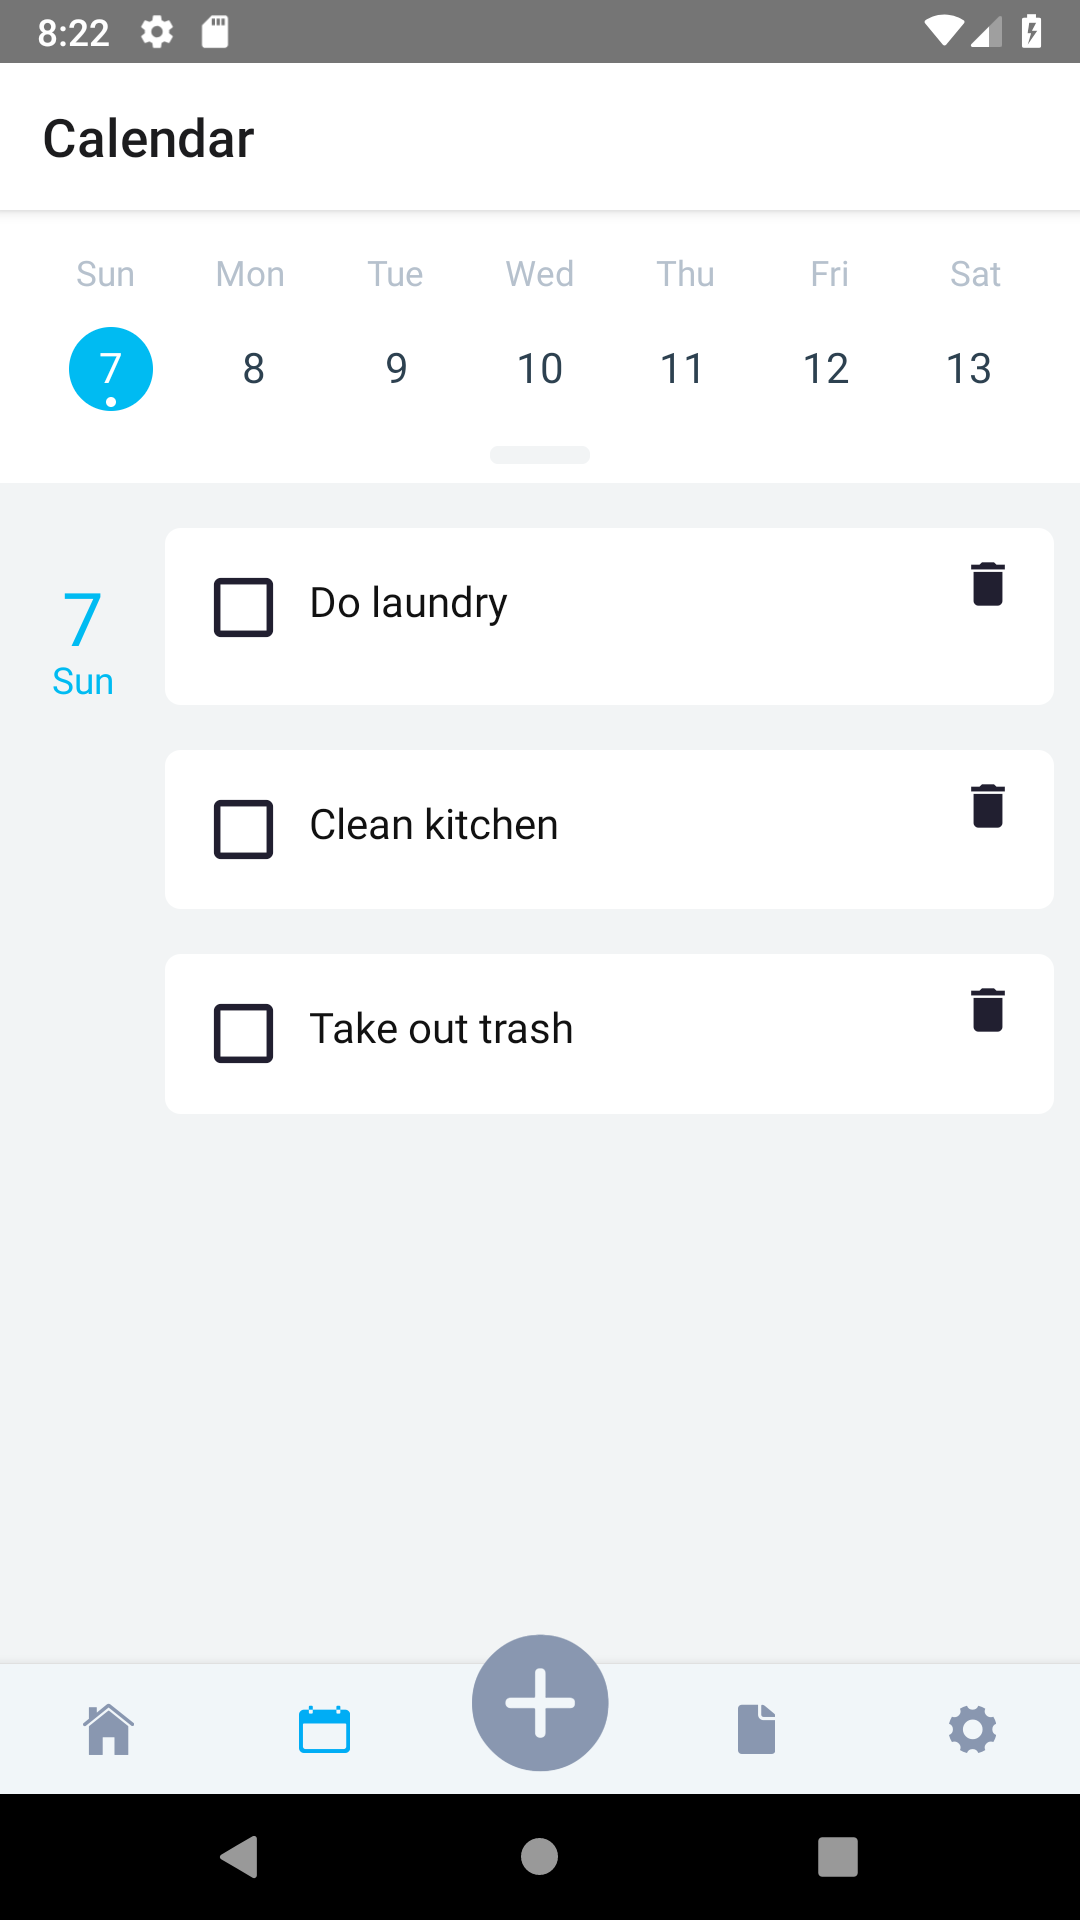 8:22
Calendar
Sun Mon Tue Wed Thu Fri Sat
7 8 9 10 11 12 13
7
Sun
Do laundry
Clean kitchen
Take out trash